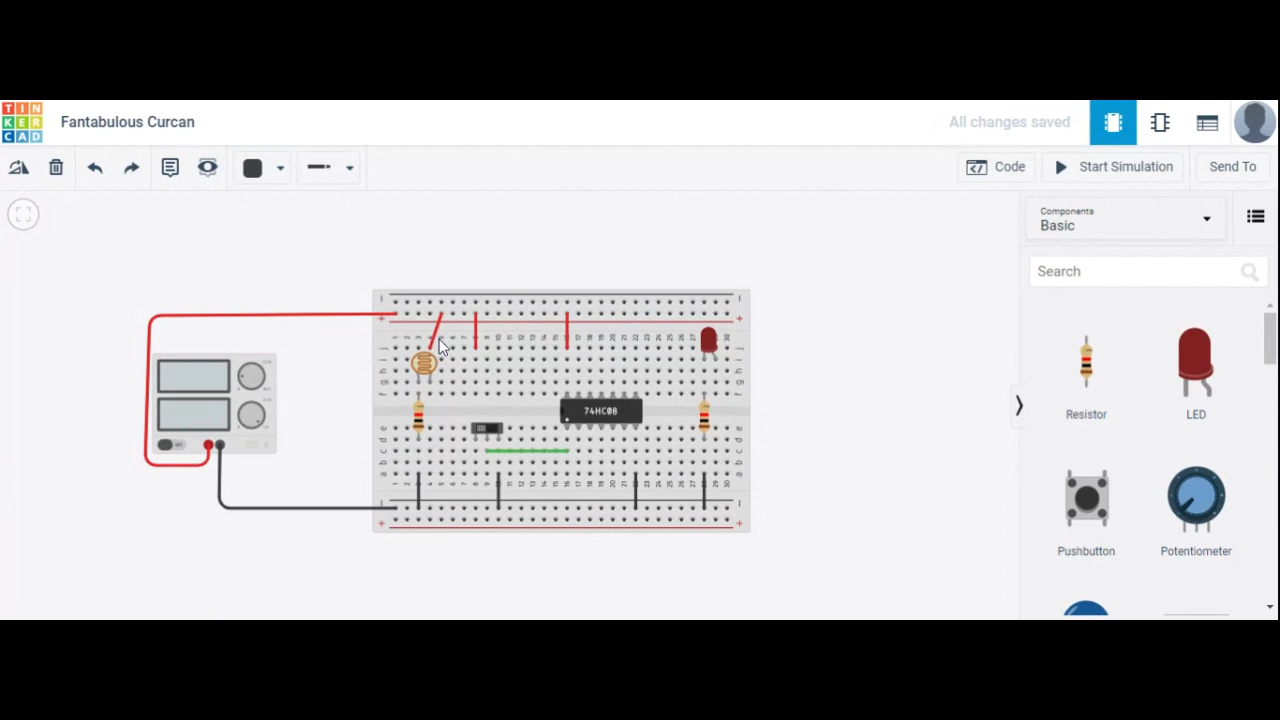 TIN
KER
CAD
Fantabulous Curcan
All changes saved
Code
Start Simulation
Send To
Components
Basic
Search
Resistor
LED
Pushbutton
Potentiometer
OFF
74HC08